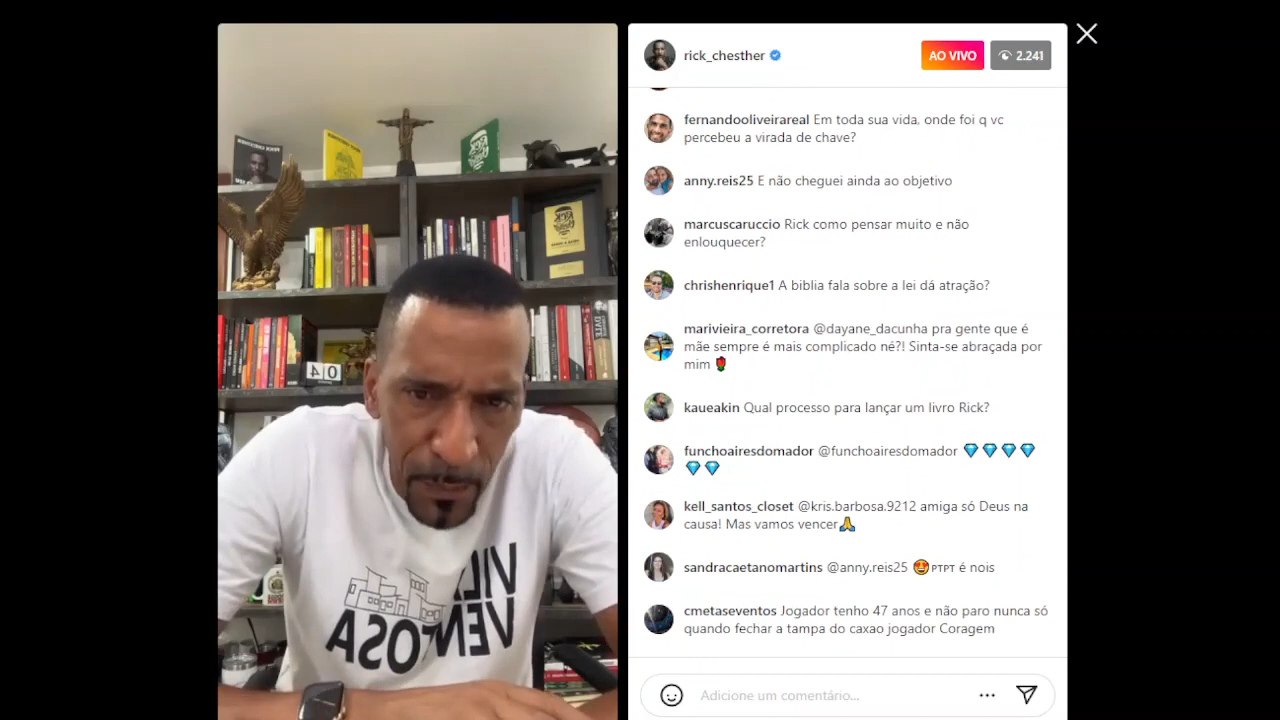 rick_chesther
AO VIVO
2.241
fernandooliveirareal Em toda sua vida, onde foi q vc
percebeu a virada de chave?
anny.reis25 E não cheguei ainda ao objetivo
marcuscaruccio Rick como pensar muito e não
enlouquecer?
chrishenrique1 A biblia fala sobre a lei dá atração?
marivieira_corretora @dayane_dacunha pra gente que é
mãe sempre é mais complicado né?! Sinta-se abraçada por
mim 🌹
kaueakin Qual processo para lançar um livro Rick?
funchoairesdomador @funchoairesdomador 💎💎💎💎
💎💎
kell_santos_closet @kris.barbosa.9212 amiga só Deus na
causa! Mas vamos vencer🙏
sandracaetanomartins @anny.reis25 🤩ᴘᴛᴘᴛ é nois
cmetaseventos Jogador tenho 47 anos e não paro nunca só
quando fechar a tampa do caxao jogador Coragem
Adicione um comentário...
VILA
VENTOSA
04